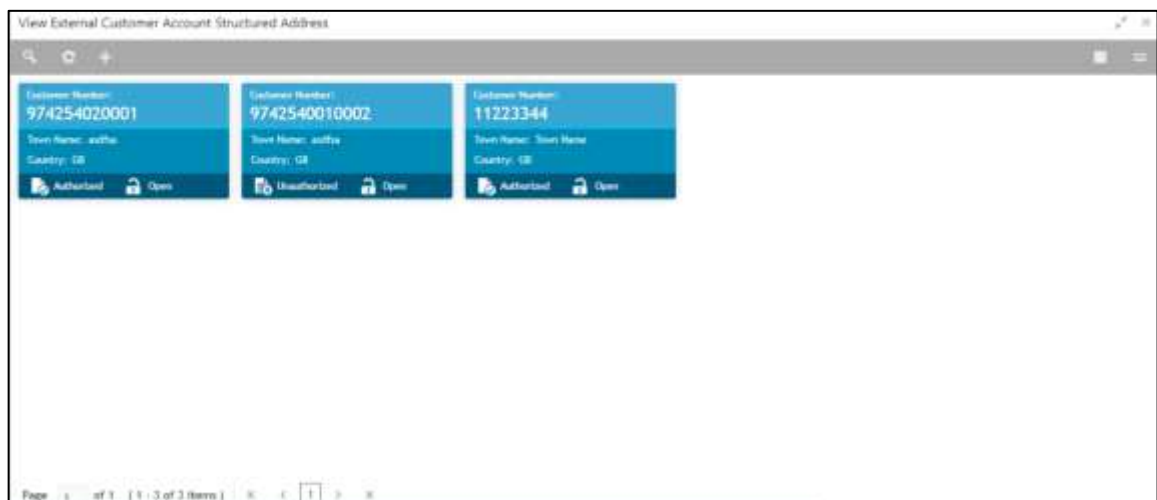 View External Customer Account Structured Address
Customer Number:
974254020001
Town Name:
Country: GB
Authorized Open
Customer Number:
9742540010002
Town Name:
Country: GB
Unauthorized Open
Customer Number:
11223344
Town Name: Town Name
Country: GB
Authorized Open
Page 1 of 1 (1 - 3 of 3 items) K < 1 > X